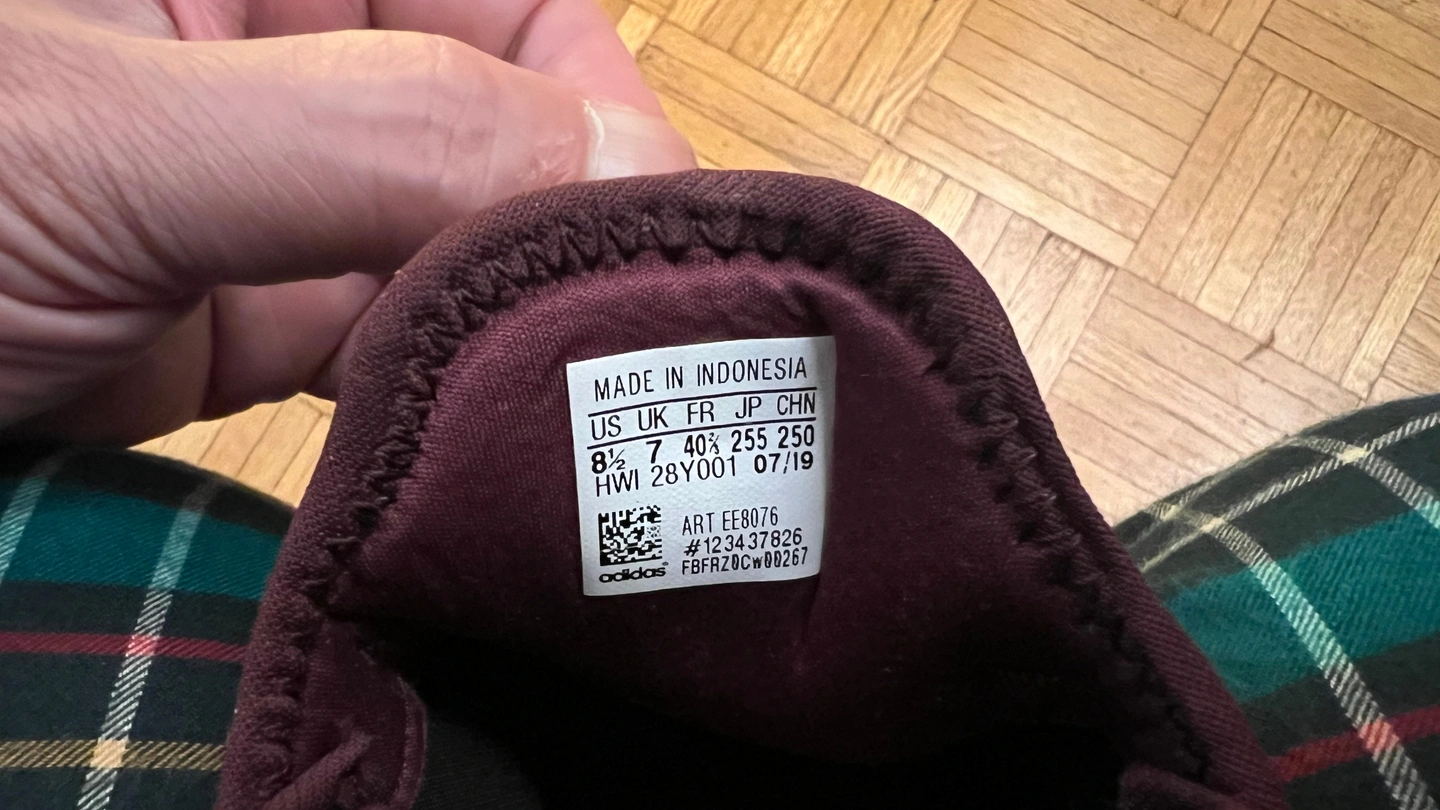 MADE IN INDONESIA
US UK FR JP CHN
8½ 7 40⅔ 255 250
HWI 28Y001 07/19
ART EE8076
#123437826
FBFRZ0Cw00267
adidas